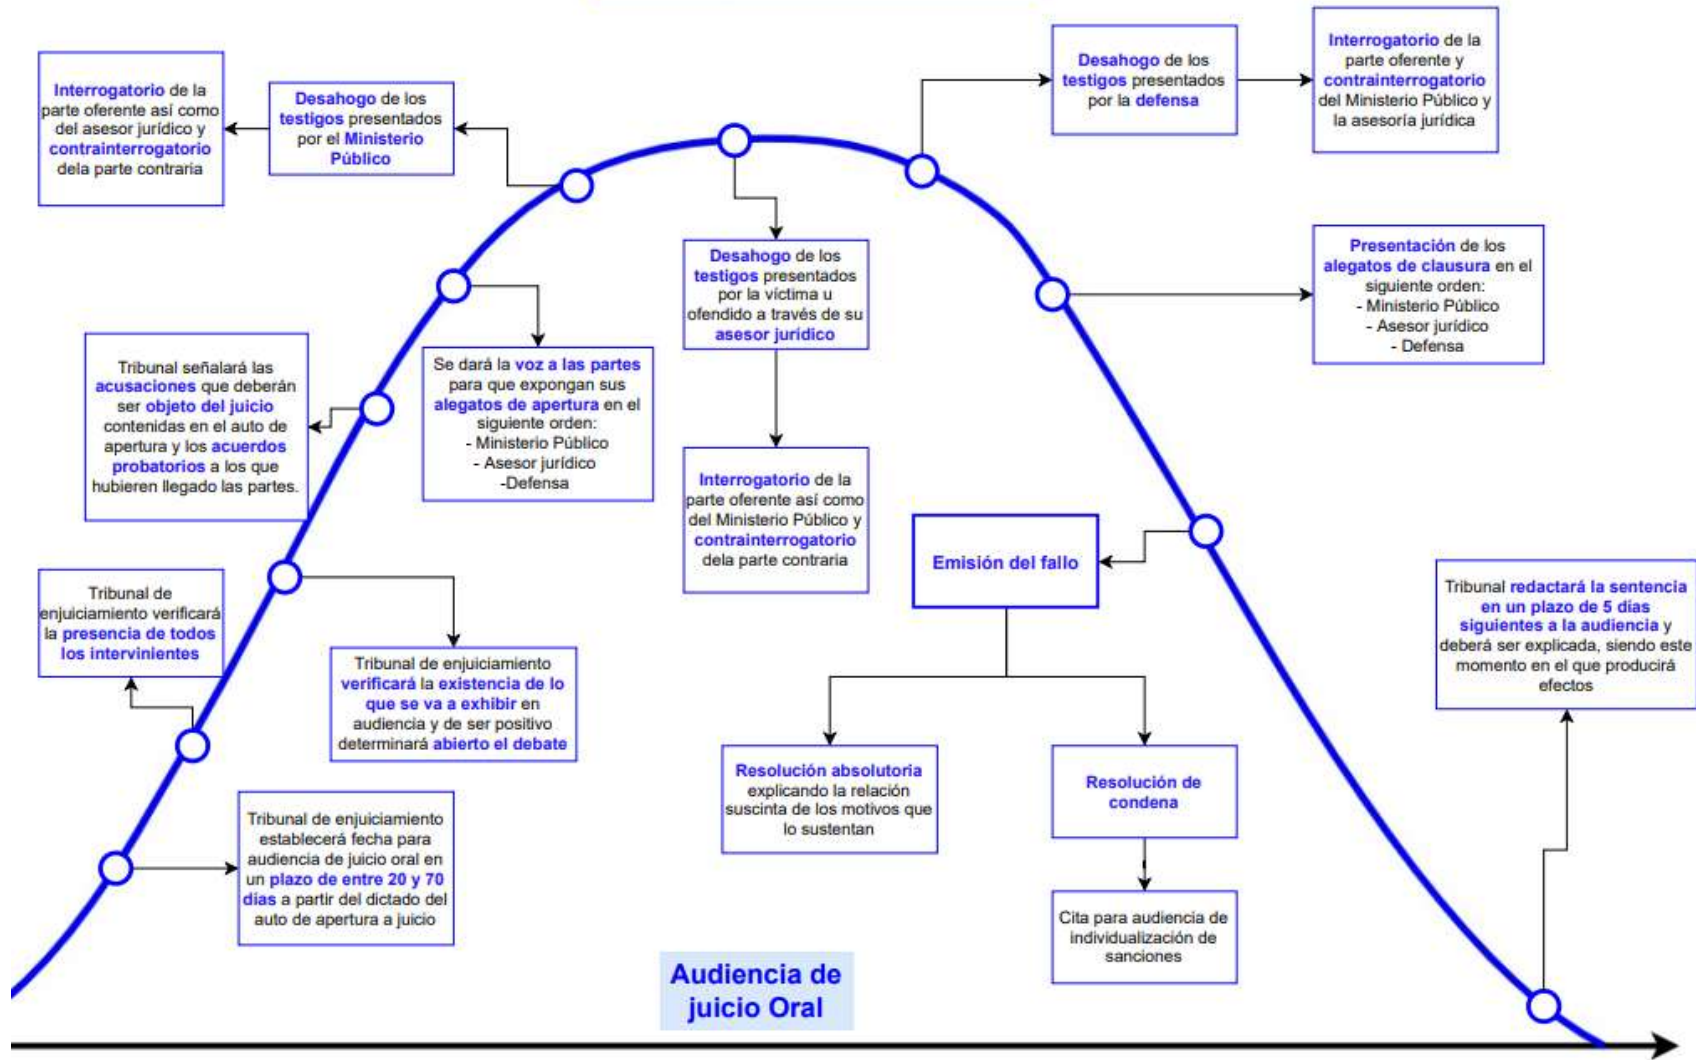 Interrogatorio de la
parte oferente así como
del asesor jurídico y
contrainterrogatorio
dela parte contraria
Desahogo de los
testigos presentados
por el Ministerio
Público
Desahogo de los
testigos presentados
por la defensa
Interrogatorio de la
parte oferente y
contrainterrogatorio
del Ministerio Público y
la asesoría jurídica
Desahogo de los
testigos presentados
por la víctima u
ofendido a través de su
asesor jurídico
Presentación de los
alegatos de clausura en el
siguiente orden:
- Ministerio Público
- Asesor jurídico
- Defensa
Tribunal señalará las
acusaciones que deberán
ser objeto del juicio
contenidas en el auto de
apertura y los acuerdos
probatorios a los que
hubieren llegado las partes.
Se dará la voz a las partes
para que expongan sus
alegatos de apertura en el
siguiente orden:
- Ministerio Público
- Asesor jurídico
-Defensa
Interrogatorio de la
parte oferente así como
del Ministerio Público y
contrainterrogatorio
dela parte contraria
Emisión del fallo
Tribunal de
enjuiciamiento verificará
la presencia de todos
los intervinientes
Tribunal de enjuiciamiento
verificará la existencia de lo
que se va a exhibir en
audiencia y de ser positivo
determinará abierto el debate
Tribunal redactará la sentencia
en un plazo de 5 días
siguientes a la audiencia y
deberá ser explicada, siendo este
momento en el que producirá
efectos
Resolución absolutoria
explicando la relación
suscinta de los motivos que
lo sustentan
Resolución de
condena
Tribunal de enjuiciamiento
establecerá fecha para
audiencia de juicio oral en
un plazo de entre 20 y 70
días a partir del dictado del
auto de apertura a juicio
Cita para audiencia de
individualización de
sanciones
Audiencia de
juicio Oral